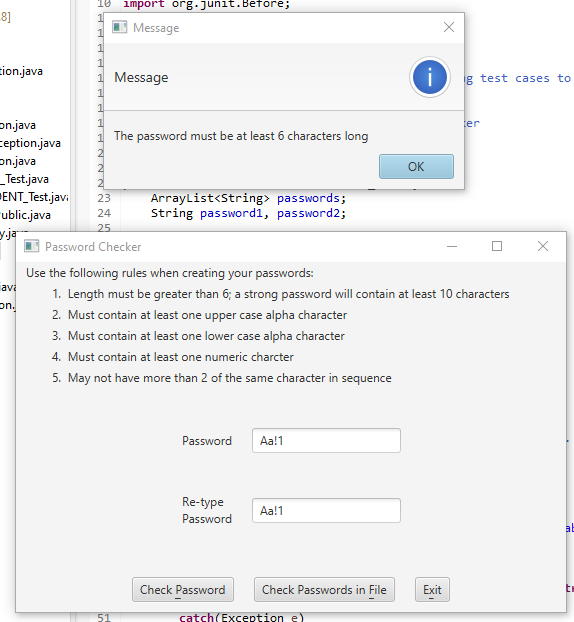 8]
10 import org.junit.Before;
Message
Message
tion.java
g test cases to
The password must be at least 6 characters long
OK
on.java
ception.java
on.java
_Test.java
DENT_Test.java
ublic.java
y.java
23 ArrayList<String> passwords;
24 String password1, password2;
25
Password Checker
Use the following rules when creating your passwords:
1. Length must be greater than 6; a strong password will contain at least 10 characters
2. Must contain at least one upper case alpha character
3. Must contain at least one lower case alpha character
4. Must contain at least one numeric charcter
5. May not have more than 2 of the same character in sequence
Password Aa!1
Re-type
Password Aa!1
Check Password Check Passwords in File Exit
51 catch(Exception e)